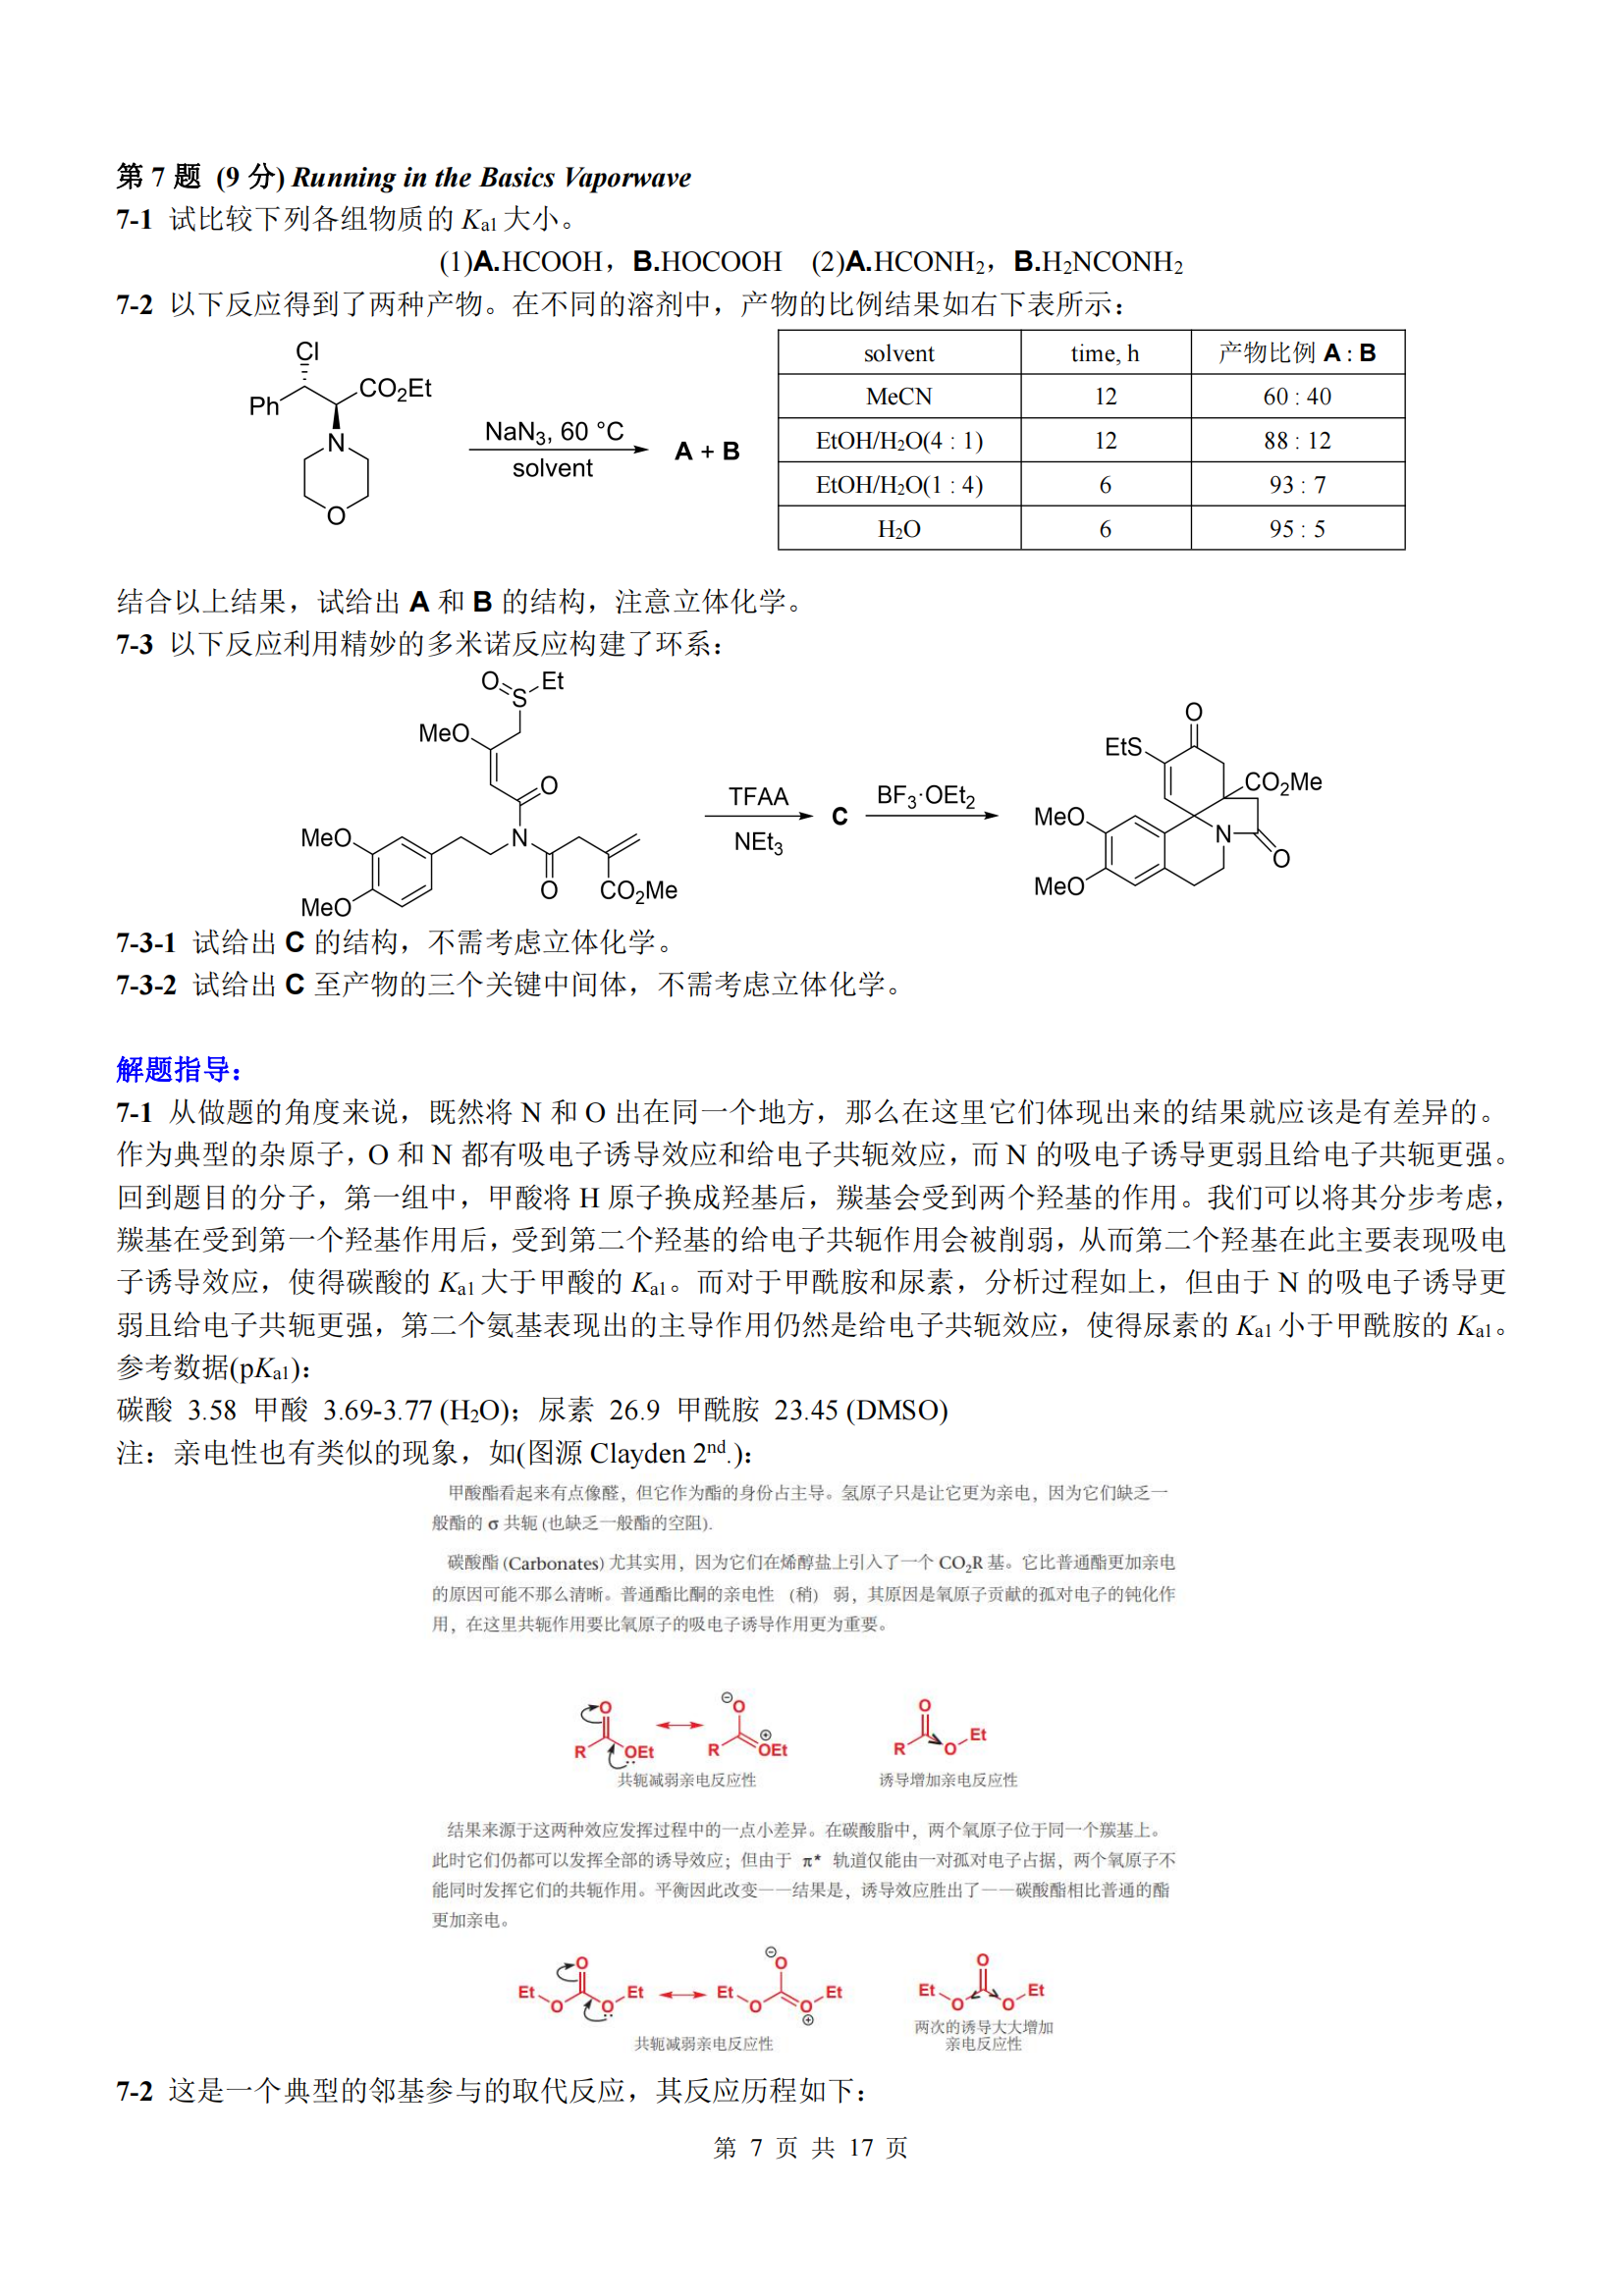 第 7 题 (9 分) Running in the Basics Vaporwave
7-1 试比较下列各组物质的 Ka1 大小。
(1)A.HCOOH，B.HOCOOH (2)A.HCONH2，B.H2NCONH2
7-2 以下反应得到了两种产物。在不同的溶剂中，产物的比例结果如右下表所示：
Cl
Ph
CO2Et
N
O
NaN3, 60 °C
solvent
A + B
solvent time, h 产物比例 A : B
MeCN 12 60 : 40
EtOH/H2O(4 : 1) 12 88 : 12
EtOH/H2O(1 : 4) 6 93 : 7
H2O 6 95 : 5
结合以上结果，试给出 A 和 B 的结构，注意立体化学。
7-3 以下反应利用精妙的多米诺反应构建了环系：
O S Et
MeO
O
MeO
MeO
N
O
CO2Me
TFAA
NEt3
C
BF3·OEt2
O
EtS
CO2Me
MeO
MeO
N
O
7-3-1 试给出 C 的结构，不需考虑立体化学。
7-3-2 试给出 C 至产物的三个关键中间体，不需考虑立体化学。
解题指导：
7-1 从做题的角度来说，既然将 N 和 O 出在同一个地方，那么在这里它们体现出来的结果就应该是有差异的。
作为典型的杂原子，O 和 N 都有吸电子诱导效应和给电子共轭效应，而 N 的吸电子诱导更弱且给电子共轭更强。
回到题目的分子，第一组中，甲酸将 H 原子换成羟基后，羰基会受到两个羟基的作用。我们可以将其分步考虑，
羰基在受到第一个羟基作用后，受到第二个羟基的给电子共轭作用会被削弱，从而第二个羟基在此主要表现吸电
子诱导效应，使得碳酸的 Ka1 大于甲酸的 Ka1。而对于甲酰胺和尿素，分析过程如上，但由于 N 的吸电子诱导更
弱且给电子共轭更强，第二个氨基表现出的主导作用仍然是给电子共轭效应，使得尿素的 Ka1 小于甲酰胺的 Ka1。
参考数据(pKa1)：
碳酸 3.58 甲酸 3.69-3.77 (H2O)；尿素 26.9 甲酰胺 23.45 (DMSO)
注：亲电性也有类似的现象，如(图源 Clayden 2nd.)：
甲酸酯看起来有点像醛，但它作为酯的身份占主导。氢原子只是让它更为亲电，因为它们缺乏一
般酯的 σ 共轭 (也缺乏一般酯的空阻).
碳酸酯 (Carbonates) 尤其实用，因为它们在烯醇盐上引入了一个 CO2R 基。它比普通酯更加亲电
的原因可能不那么清晰。普通酯比酮的亲电性 (稍) 弱，其原因是氧原子贡献的孤对电子的钝化作
用，在这里共轭作用要比氧原子的吸电子诱导作用更为重要。
O
R
OEt
⊖
O
R
⊕
OEt
共轭减弱亲电反应性
O
R
O
Et
诱导增加亲电反应性
结果来源于这两种效应发挥过程中的一点小差异。在碳酸脂中，两个氧原子位于同一个羰基上。
此时它们仍都可以发挥全部的诱导效应；但由于 π* 轨道仅能由一对孤对电子占据，两个氧原子不
能同时发挥它们的共轭作用。平衡因此改变——结果是，诱导效应胜出了——碳酸酯相比普通的酯
更加亲电。
O
Et O O Et
⊖
O
Et O O Et
⊕
共轭减弱亲电反应性
O
Et O O Et
两次的诱导大大增加
亲电反应性
7-2 这是一个典型的邻基参与的取代反应，其反应历程如下：
第 7 页 共 17 页